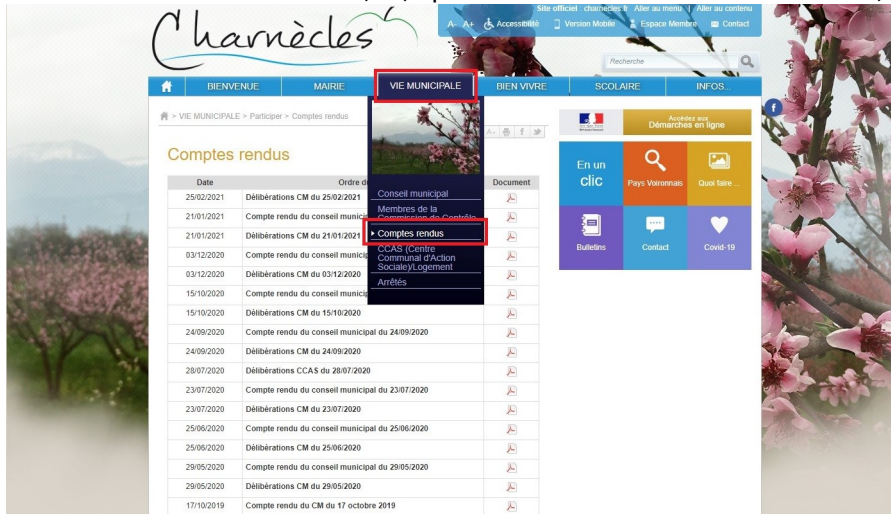 Charnècles
Site officiel charnecles.fr Aller au menu | Aller au contenu
A- A+ Accessibilité Version Mobile Espace Membre Contact
Recherche
BIENVENUE MAIRIE VIE MUNICIPALE BIEN VIVRE SCOLAIRE INFOS...
> VIE MUNICIPALE > Participer > Comptes rendus
Comptes rendus
Date Ordre d Document
25/02/2021 Délibérations CM du 25/02/2021
21/01/2021 Compte rendu du conseil municip
21/01/2021 Délibérations CM du 21/01/2021
03/12/2020 Compte rendu du conseil municip
03/12/2020 Délibérations CM du 03/12/2020
15/10/2020 Compte rendu du conseil municip
15/10/2020 Délibérations CM du 15/10/2020
24/09/2020 Compte rendu du conseil municipal du 24/09/2020
24/09/2020 Délibérations CM du 24/09/2020
28/07/2020 Délibérations CCAS du 28/07/2020
23/07/2020 Compte rendu du conseil municipal du 23/07/2020
23/07/2020 Délibérations CM du 23/07/2020
25/06/2020 Compte rendu du conseil municipal du 25/06/2020
25/06/2020 Délibérations CM du 25/06/2020
29/05/2020 Compte rendu du conseil municipal du 29/05/2020
29/05/2020 Délibérations CM du 29/05/2020
17/10/2019 Compte rendu du CM du 17 octobre 2019
Conseil municipal
Membres de la
Commission de Contrôle
Comptes rendus
CCAS (Centre
Communal d'Action
Sociale)/Logement
Arrêtés
Accédez aux
Démarches en ligne
En un
clic
Pays Voironnais
Quoi faire ...
Bulletins
Contact
Covid-19